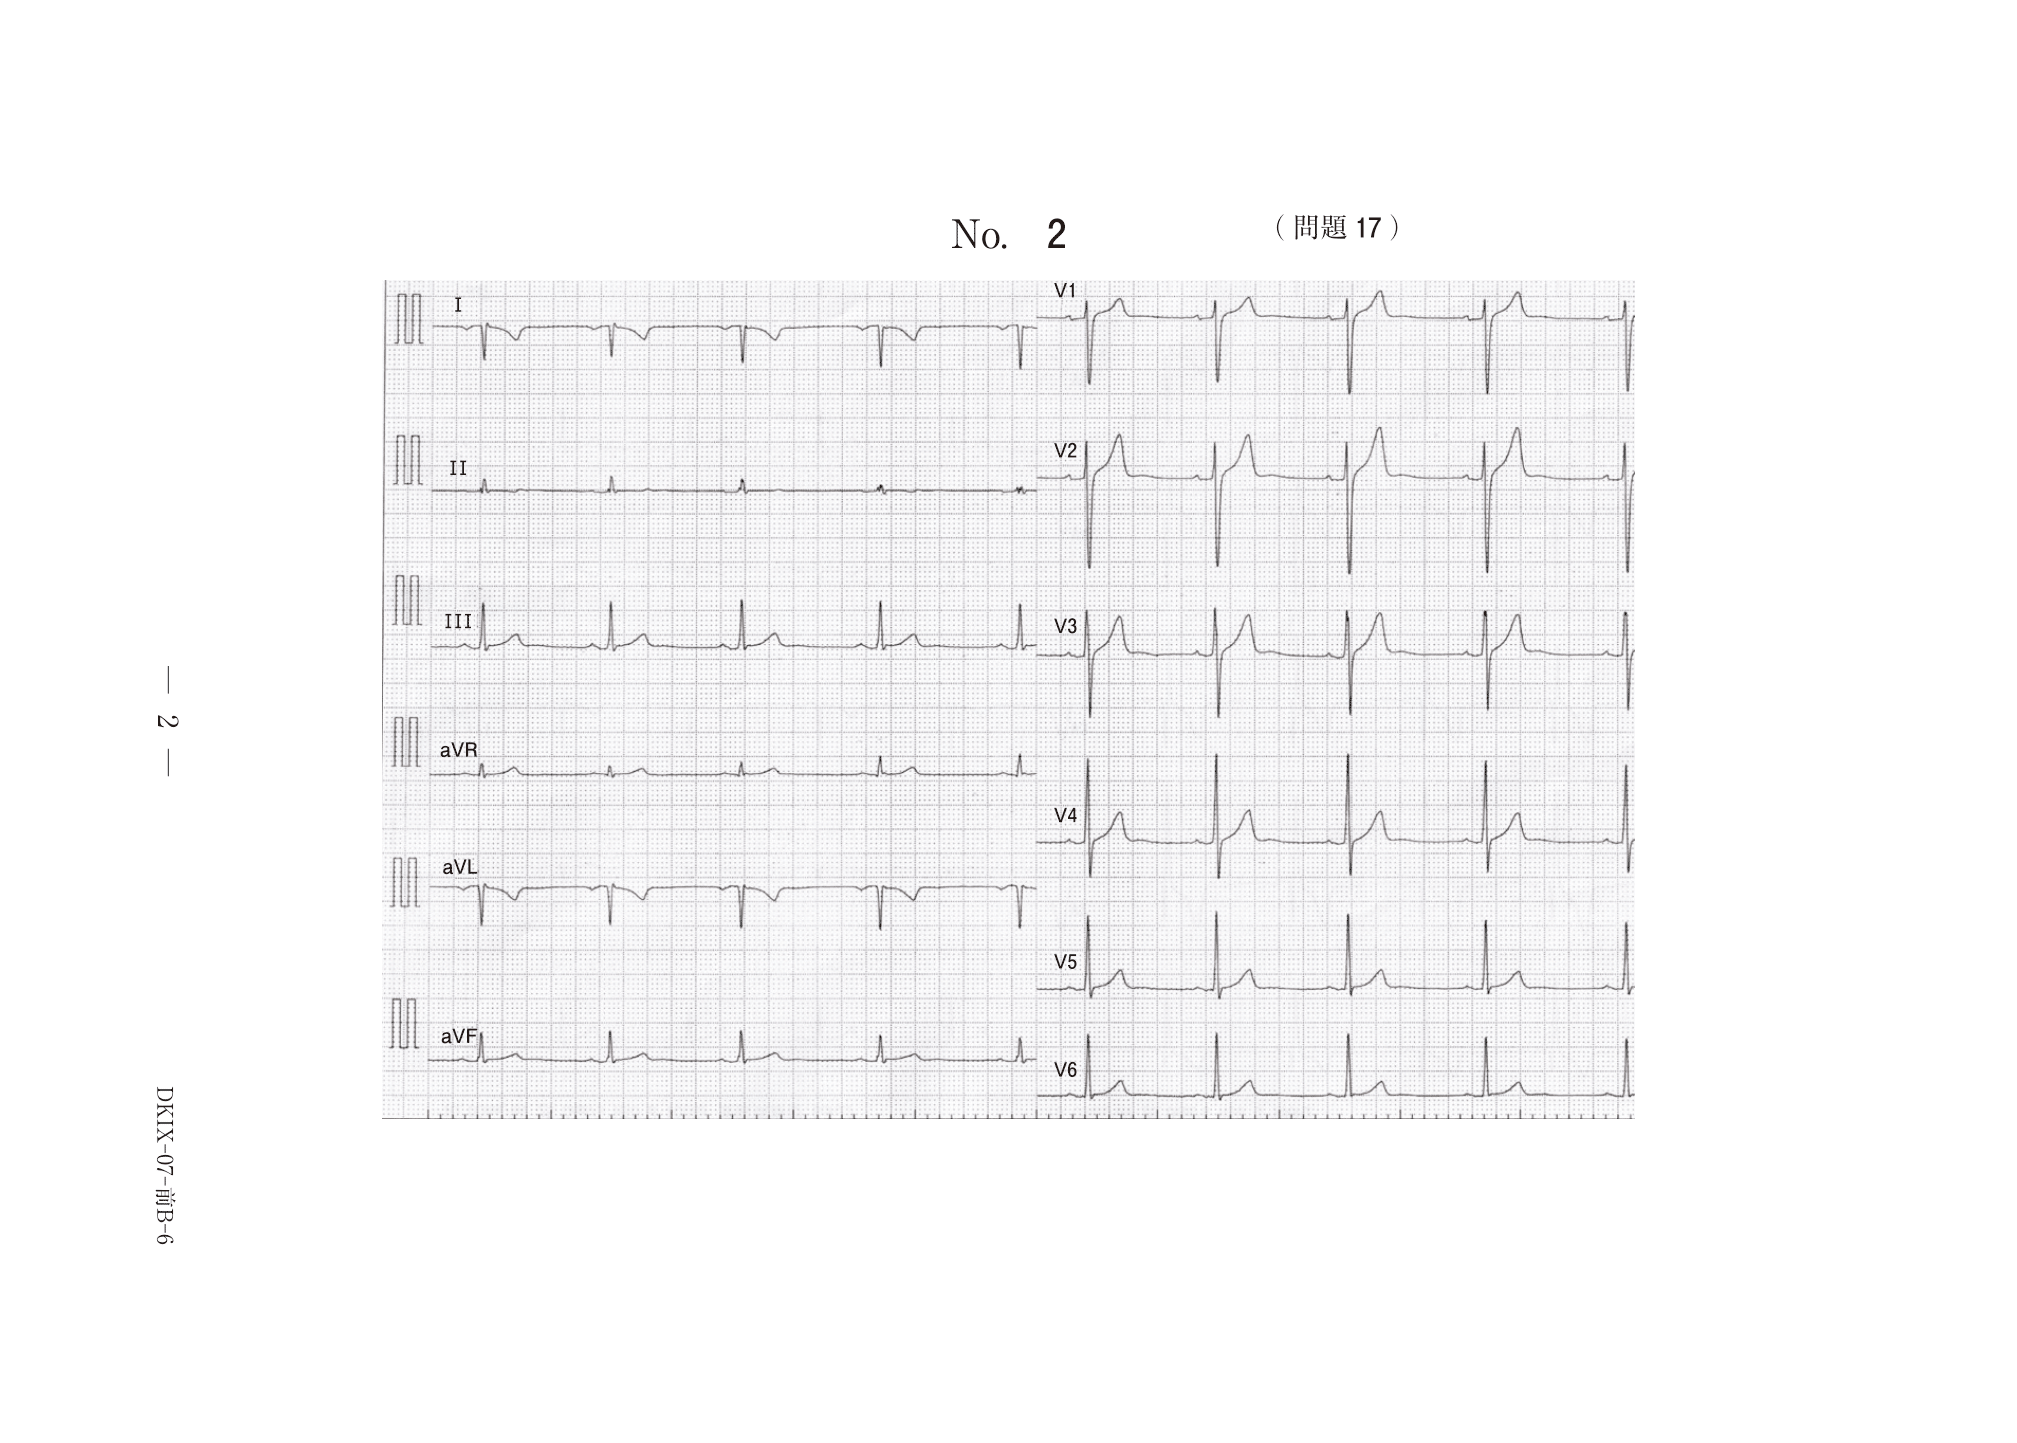 No. 2 （問題 17）
I
II
III
aVR
aVL
aVF
V1
V2
V3
V4
V5
V6
— 2 —
DKIX-07-前B-6